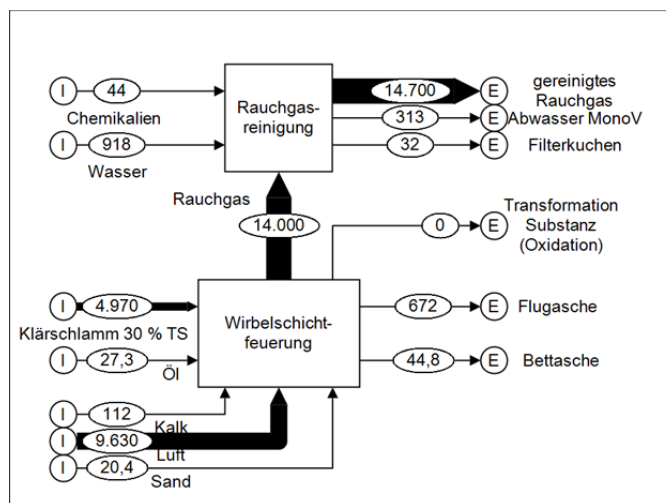 I 44 Chemikalien
I 918 Wasser
Rauchgas-
reinigung
14.700 E gereinigtes
Rauchgas
313 E Abwasser MonoV
32 E Filterkuchen
Rauchgas
14.000
0 E Transformation
Substanz
(Oxidation)
I 4.970
Klärschlamm 30 % TS
I 27,3
Öl
Wirbelschicht-
feuerung
672 E Flugasche
44,8 E Bettasche
I 112
Kalk
I 9.630
Luft
I 20,4
Sand